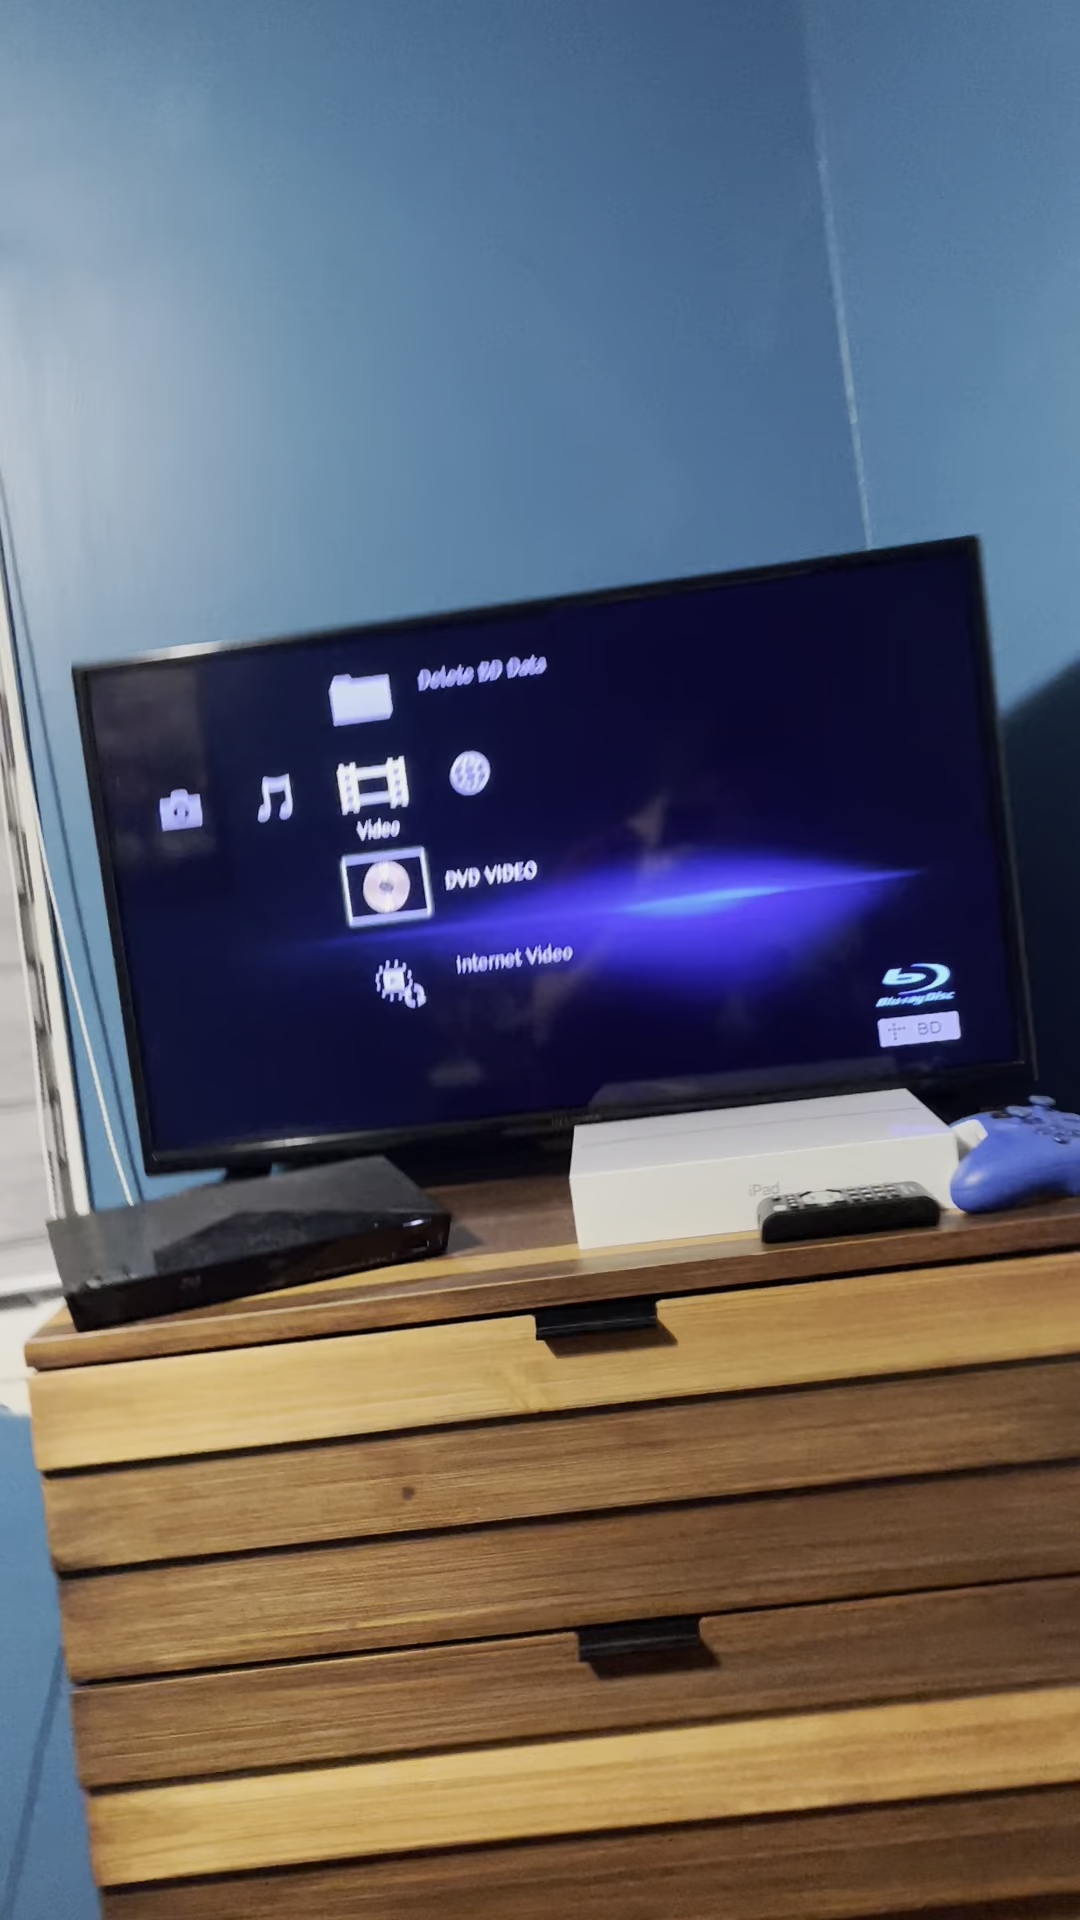 Delete BD Data
Video
DVD VIDEO
Internet Video
Blu-ray Disc
BD
iPad